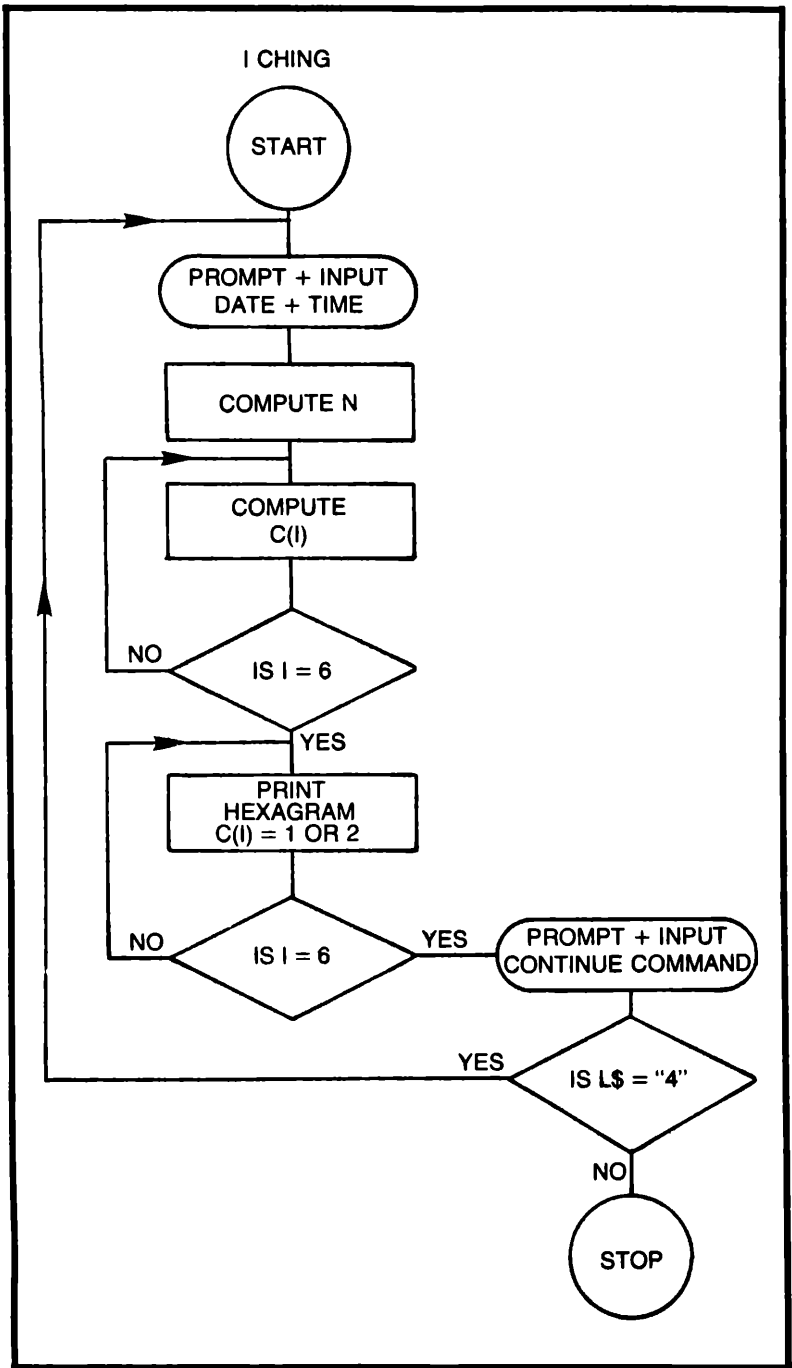 I CHING
START
PROMPT + INPUT
DATE + TIME
COMPUTE N
COMPUTE
C(I)
NO
IS I = 6
YES
PRINT
HEXAGRAM
C(I) = 1 OR 2
NO
IS I = 6
YES
PROMPT + INPUT
CONTINUE COMMAND
YES
IS L$ = "4"
NO
STOP